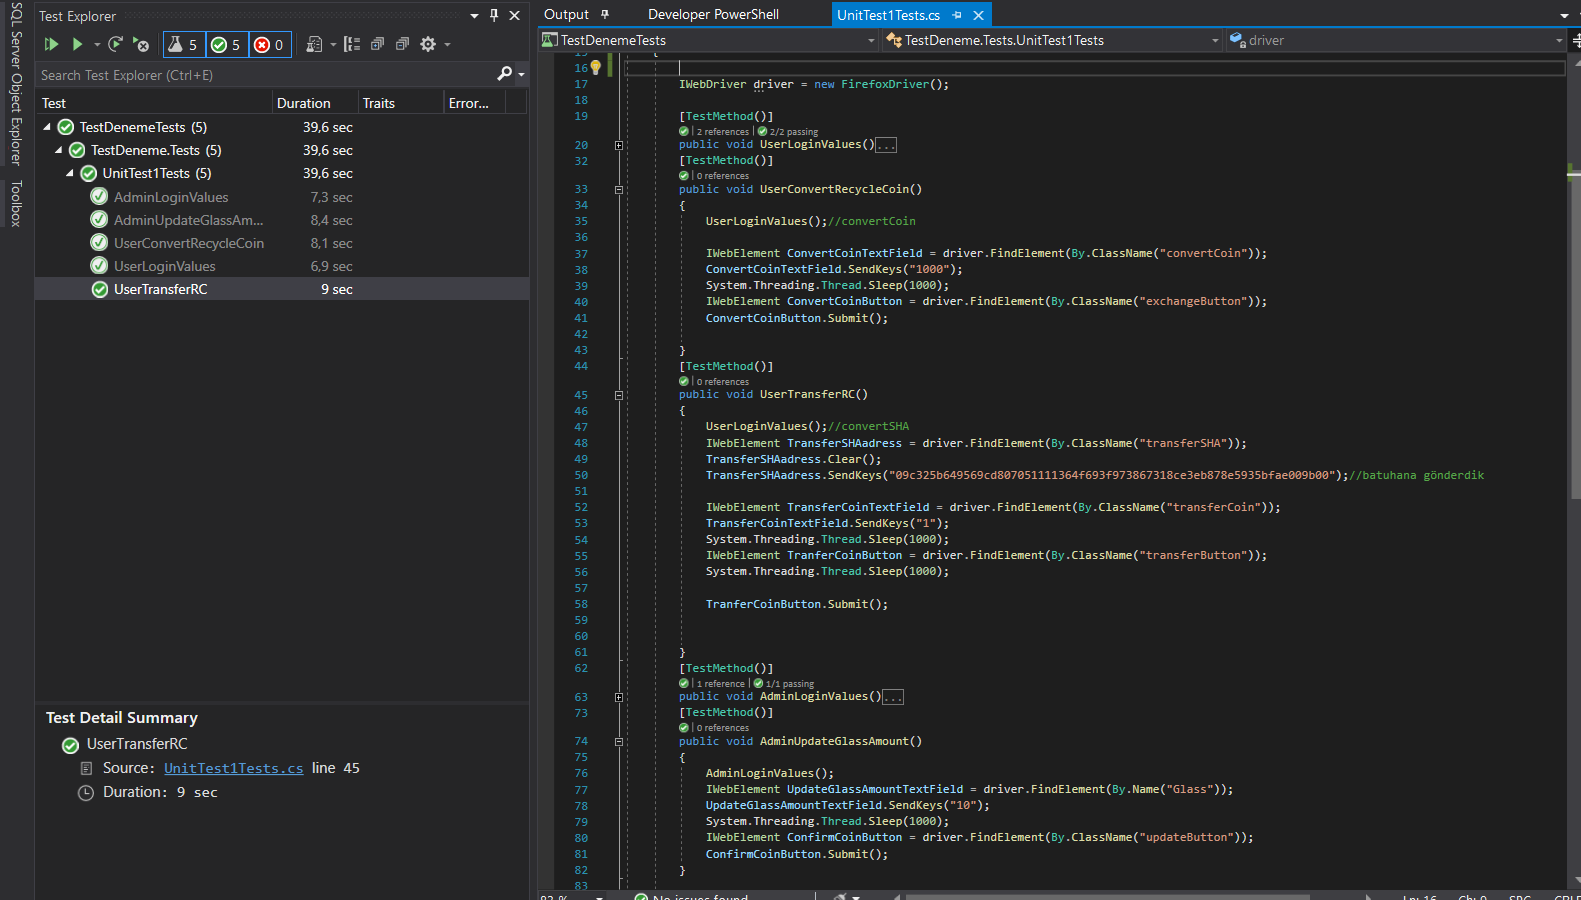 SQL Server Object Explorer
Toolbox
Test Explorer
5 5 0
Search Test Explorer (Ctrl+E)
Test Duration Traits Error...
TestDenemeTests (5) 39,6 sec
TestDeneme.Tests (5) 39,6 sec
UnitTest1Tests (5) 39,6 sec
AdminLoginValues 7,3 sec
AdminUpdateGlassAm... 8,4 sec
UserConvertRecycleCoin 8,1 sec
UserLoginValues 6,9 sec
UserTransferRC 9 sec
Test Detail Summary
UserTransferRC
Source: UnitTest1Tests.cs line 45
Duration: 9 sec
Output Developer PowerShell UnitTest1Tests.cs
TestDenemeTests TestDeneme.Tests.UnitTest1Tests driver
15 {
16
17 IWebDriver driver = new FirefoxDriver();
18
19 [TestMethod()]
| 2 references | 2/2 passing
20 public void UserLoginValues()...
32 [TestMethod()]
| 0 references
33 public void UserConvertRecycleCoin()
34 {
35 UserLoginValues();//convertCoin
36
37 IWebElement ConvertCoinTextField = driver.FindElement(By.ClassName("convertCoin"));
38 ConvertCoinTextField.SendKeys("1000");
39 System.Threading.Thread.Sleep(1000);
40 IWebElement ConvertCoinButton = driver.FindElement(By.ClassName("exchangeButton"));
41 ConvertCoinButton.Submit();
42
43 }
44 [TestMethod()]
| 0 references
45 public void UserTransferRC()
46 {
47 UserLoginValues();//convertSHA
48 IWebElement TransferSHAadress = driver.FindElement(By.ClassName("transferSHA"));
49 TransferSHAadress.Clear();
50 TransferSHAadress.SendKeys("09c325b649569cd807051111364f693f973867318ce3eb878e5935bfae009b00");//batuhana gönderdik
51
52 IWebElement TransferCoinTextField = driver.FindElement(By.ClassName("transferCoin"));
53 TransferCoinTextField.SendKeys("1");
54 System.Threading.Thread.Sleep(1000);
55 IWebElement TranferCoinButton = driver.FindElement(By.ClassName("transferButton"));
56 System.Threading.Thread.Sleep(1000);
57
58 TranferCoinButton.Submit();
59
60
61 }
62 [TestMethod()]
| 1 reference | 1/1 passing
63 public void AdminLoginValues()...
73 [TestMethod()]
| 0 references
74 public void AdminUpdateGlassAmount()
75 {
76 AdminLoginValues();
77 IWebElement UpdateGlassAmountTextField = driver.FindElement(By.Name("Glass"));
78 UpdateGlassAmountTextField.SendKeys("10");
79 System.Threading.Thread.Sleep(1000);
80 IWebElement ConfirmCoinButton = driver.FindElement(By.ClassName("updateButton"));
81 ConfirmCoinButton.Submit();
82 }
83
No issues found Ln: 16 Ch: 9 SPC CRLF